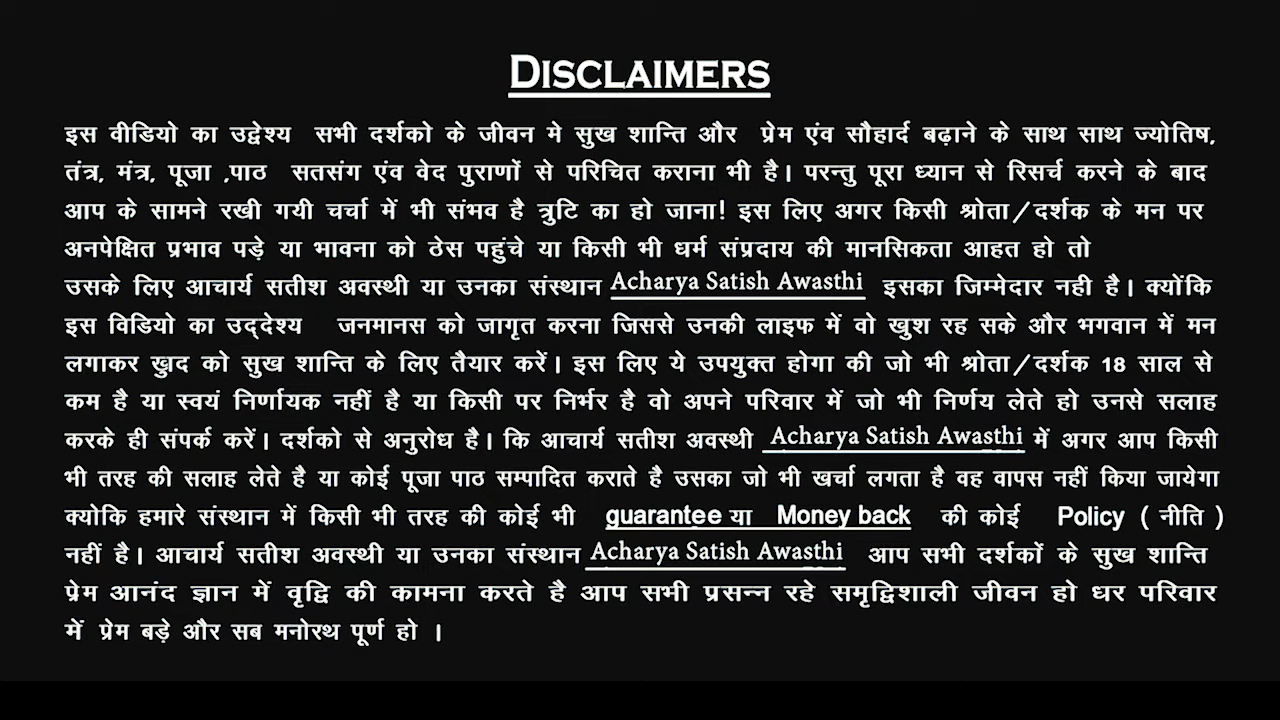 DISCLAIMERS
इस वीडियो का उद्वेश्य सभी दर्शको के जीवन मे सुख शान्ति और प्रेम एंव सौहार्द बढ़ाने के साथ साथ ज्योतिष,
तंत्र, मंत्र, पूजा ,पाठ सतसंग एंव वेद पुराणों से परिचित कराना भी है। परन्तु पूरा ध्यान से रिसर्च करने के बाद
आप के सामने रखी गयी चर्चा में भी संभव है त्रुटि का हो जाना! इस लिए अगर किसी श्रोता/दर्शक के मन पर
अनपेक्षित प्रभाव पड़े या भावना को ठेस पहुंचे या किसी भी धर्म संप्रदाय की मानसिकता आहत हो तो
उसके लिए आचार्य सतीश अवस्थी या उनका संस्थान Acharya Satish Awasthi इसका जिम्मेदार नही है। क्योंकि
इस विडियो का उद्देश्य जनमानस को जागृत करना जिससे उनकी लाइफ में वो खुश रह सके और भगवान में मन
लगाकर खुद को सुख शान्ति के लिए तैयार करें। इस लिए ये उपयुक्त होगा की जो भी श्रोता/दर्शक 18 साल से
कम है या स्वयं निर्णायक नहीं है या किसी पर निर्भर है वो अपने परिवार में जो भी निर्णय लेते हो उनसे सलाह
करके ही संपर्क करें। दर्शको से अनुरोध है। कि आचार्य सतीश अवस्थी Acharya Satish Awasthi में अगर आप किसी
भी तरह की सलाह लेते है या कोई पूजा पाठ सम्पादित कराते है उसका जो भी खर्चा लगता है वह वापस नहीं किया जायेगा
क्योकि हमारे संस्थान में किसी भी तरह की कोई भी guarantee या Money back की कोई Policy ( नीति )
नहीं है। आचार्य सतीश अवस्थी या उनका संस्थान Acharya Satish Awasthi आप सभी दर्शकों के सुख शान्ति
प्रेम आनंद ज्ञान में वृद्वि की कामना करते है आप सभी प्रसन्न रहे समृद्विशाली जीवन हो धर परिवार
में प्रेम बड़े और सब मनोरथ पूर्ण हो ।